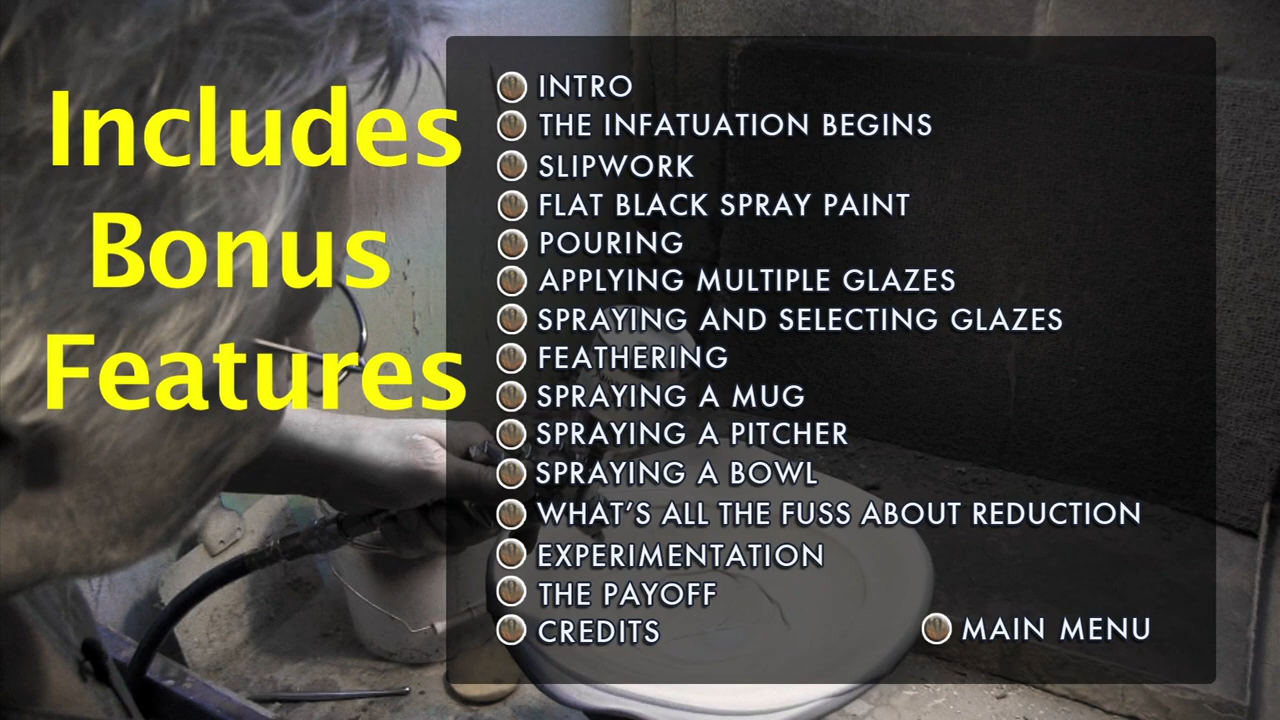 Includes
Bonus
Features
INTRO
THE INFATUATION BEGINS
SLIPWORK
FLAT BLACK SPRAY PAINT
POURING
APPLYING MULTIPLE GLAZES
SPRAYING AND SELECTING GLAZES
FEATHERING
SPRAYING A MUG
SPRAYING A PITCHER
SPRAYING A BOWL
WHAT'S ALL THE FUSS ABOUT REDUCTION
EXPERIMENTATION
THE PAYOFF
CREDITS
MAIN MENU